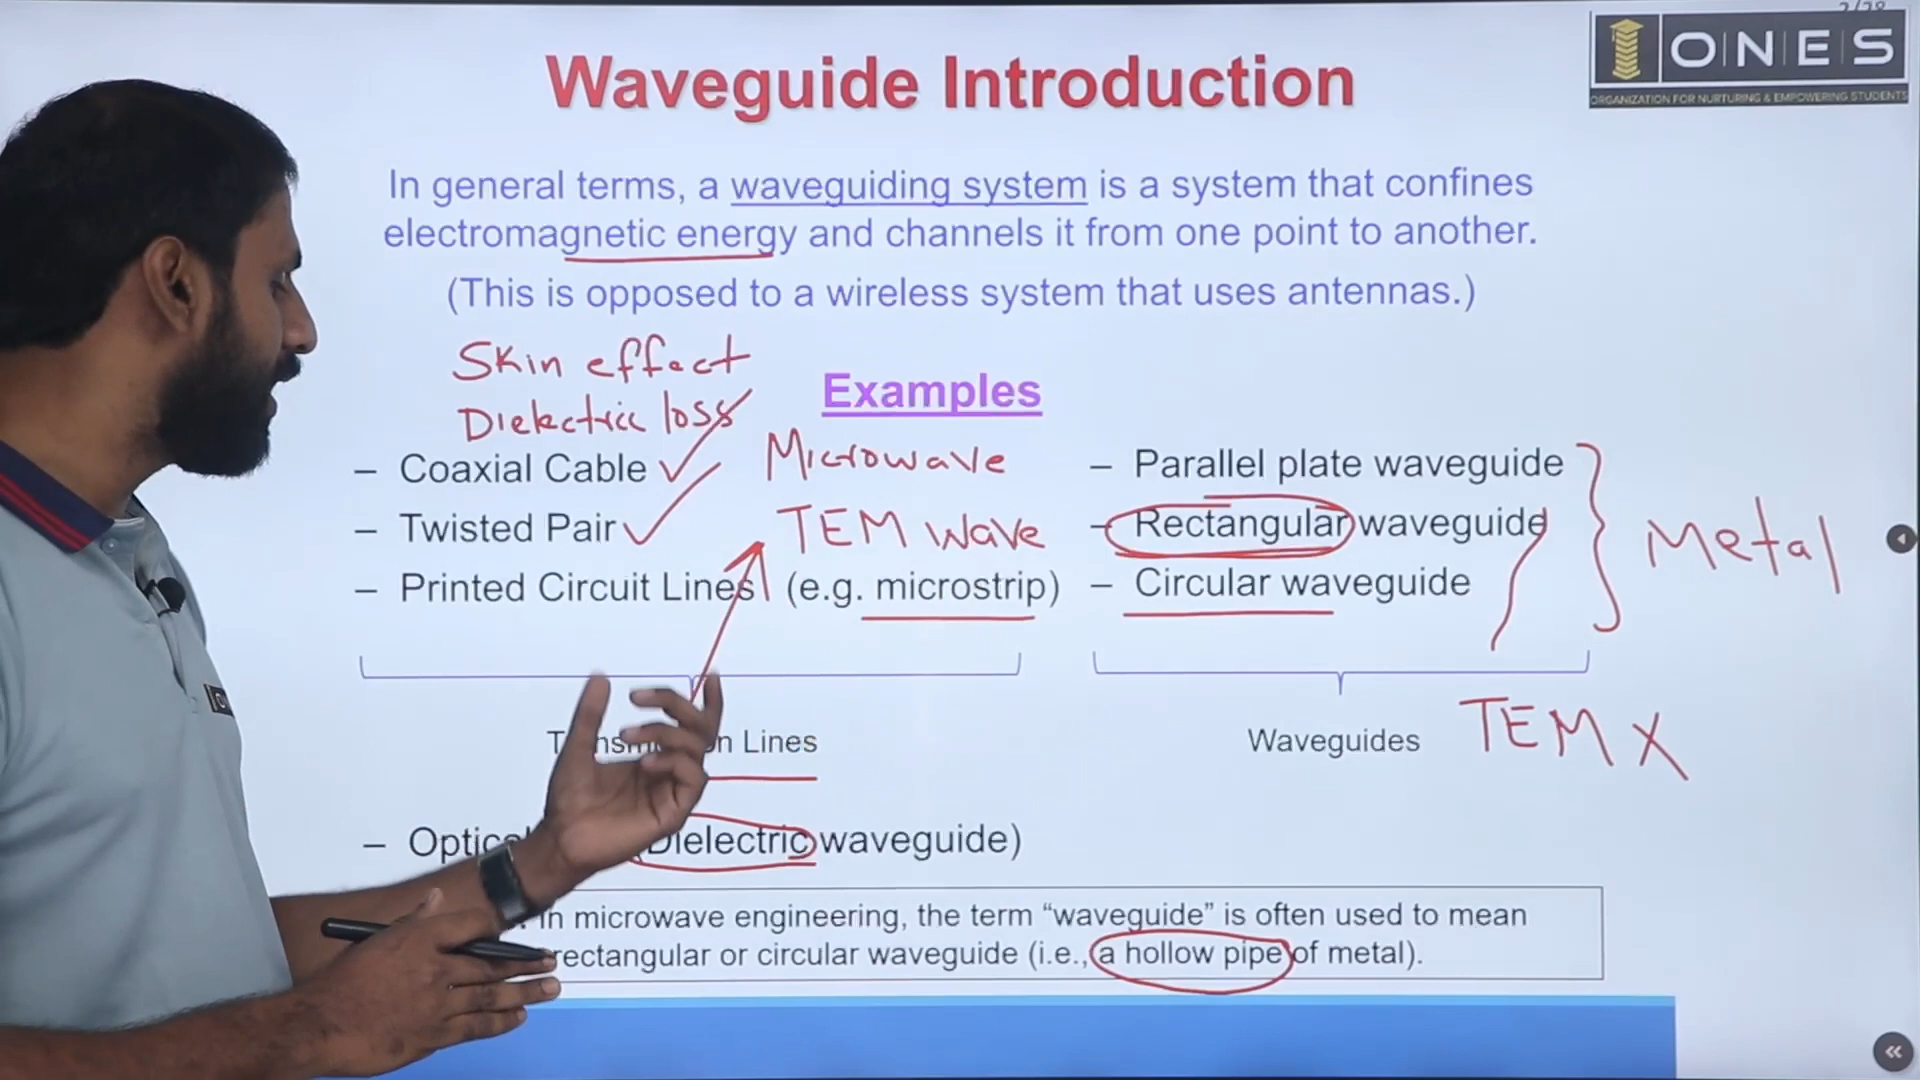 2/28
ONES
ORGANIZATION FOR NURTURING & EMPOWERING STUDENTS
Waveguide Introduction
In general terms, a waveguiding system is a system that confines
electromagnetic energy and channels it from one point to another.
(This is opposed to a wireless system that uses antennas.)
Skin effect
Dielectric loss
Examples
– Coaxial Cable
Microwave
– Twisted Pair
TEM Wave
– Printed Circuit Lines (e.g. microstrip)
– Parallel plate waveguide
– Rectangular waveguide
– Circular waveguide
Metal
Lines
Waveguides
TEM X
– Dielectric waveguide)
In microwave engineering, the term “waveguide” is often used to mean
rectangular or circular waveguide (i.e., a hollow pipe of metal).